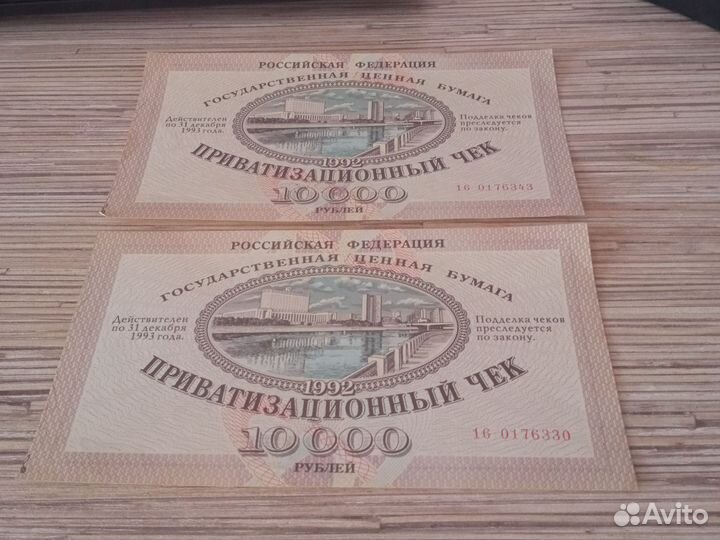 РОССИЙСКАЯ ФЕДЕРАЦИЯ
ГОСУДАРСТВЕННАЯ ЦЕННАЯ БУМАГА
Действителен
по 31 декабря
1993 года.
Подделка чеков
преследуется
по закону.
1992
ПРИВАТИЗАЦИОННЫЙ ЧЕК
10000
РУБЛЕЙ
16 0176343
РОССИЙСКАЯ ФЕДЕРАЦИЯ
ГОСУДАРСТВЕННАЯ ЦЕННАЯ БУМАГА
Действителен
по 31 декабря
1993 года.
Подделка чеков
преследуется
по закону.
1992
ПРИВАТИЗАЦИОННЫЙ ЧЕК
10000
РУБЛЕЙ
16 0176330
Avito